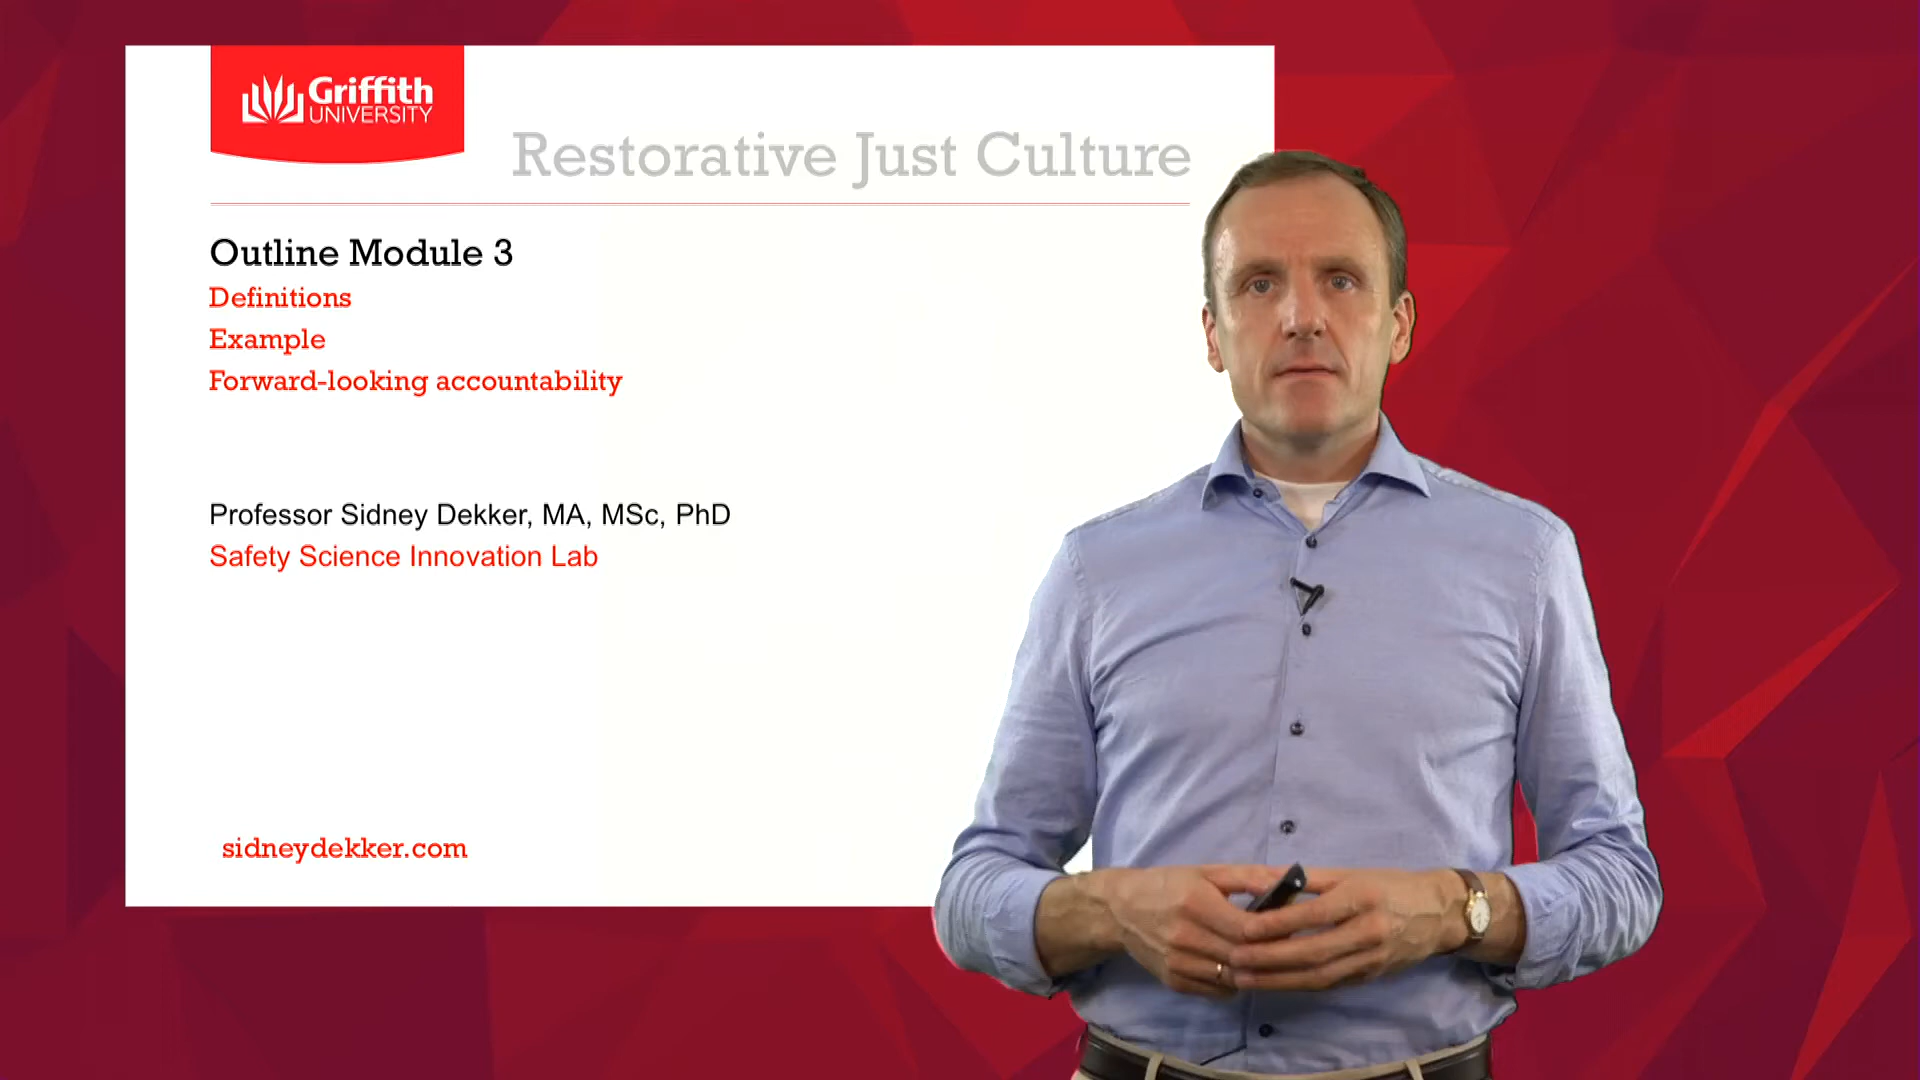 Griffith
UNIVERSITY
Restorative Just Culture
Outline Module 3
Definitions
Example
Forward-looking accountability
Professor Sidney Dekker, MA, MSc, PhD
Safety Science Innovation Lab
sidneydekker.com